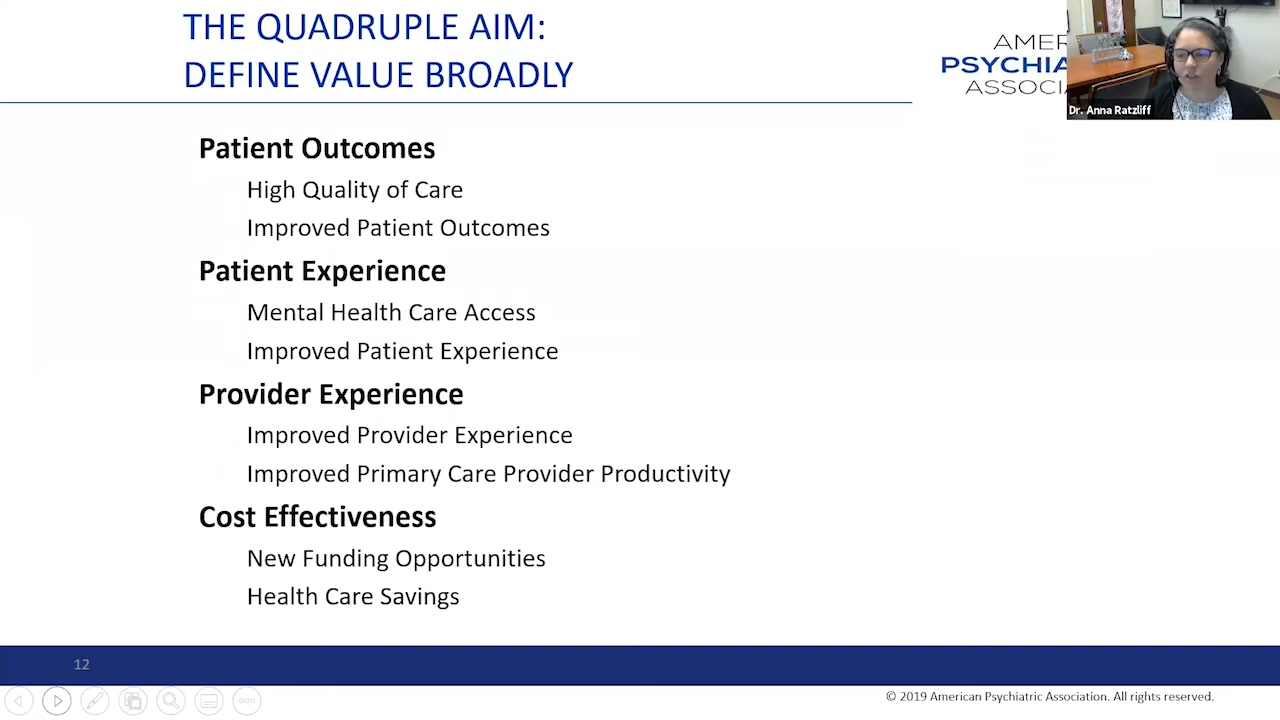 THE QUADRUPLE AIM:
DEFINE VALUE BROADLY
AMER
PSYCHIA
ASSOCIA
Dr. Anna Ratzliff
Patient Outcomes
High Quality of Care
Improved Patient Outcomes
Patient Experience
Mental Health Care Access
Improved Patient Experience
Provider Experience
Improved Provider Experience
Improved Primary Care Provider Productivity
Cost Effectiveness
New Funding Opportunities
Health Care Savings
12
© 2019 American Psychiatric Association. All rights reserved.